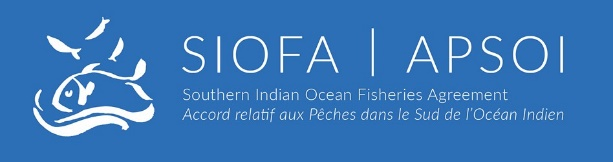 SIOFA | APSOI
Southern Indian Ocean Fisheries Agreement
Accord relatif aux Pêches dans le Sud de l'Océan Indien